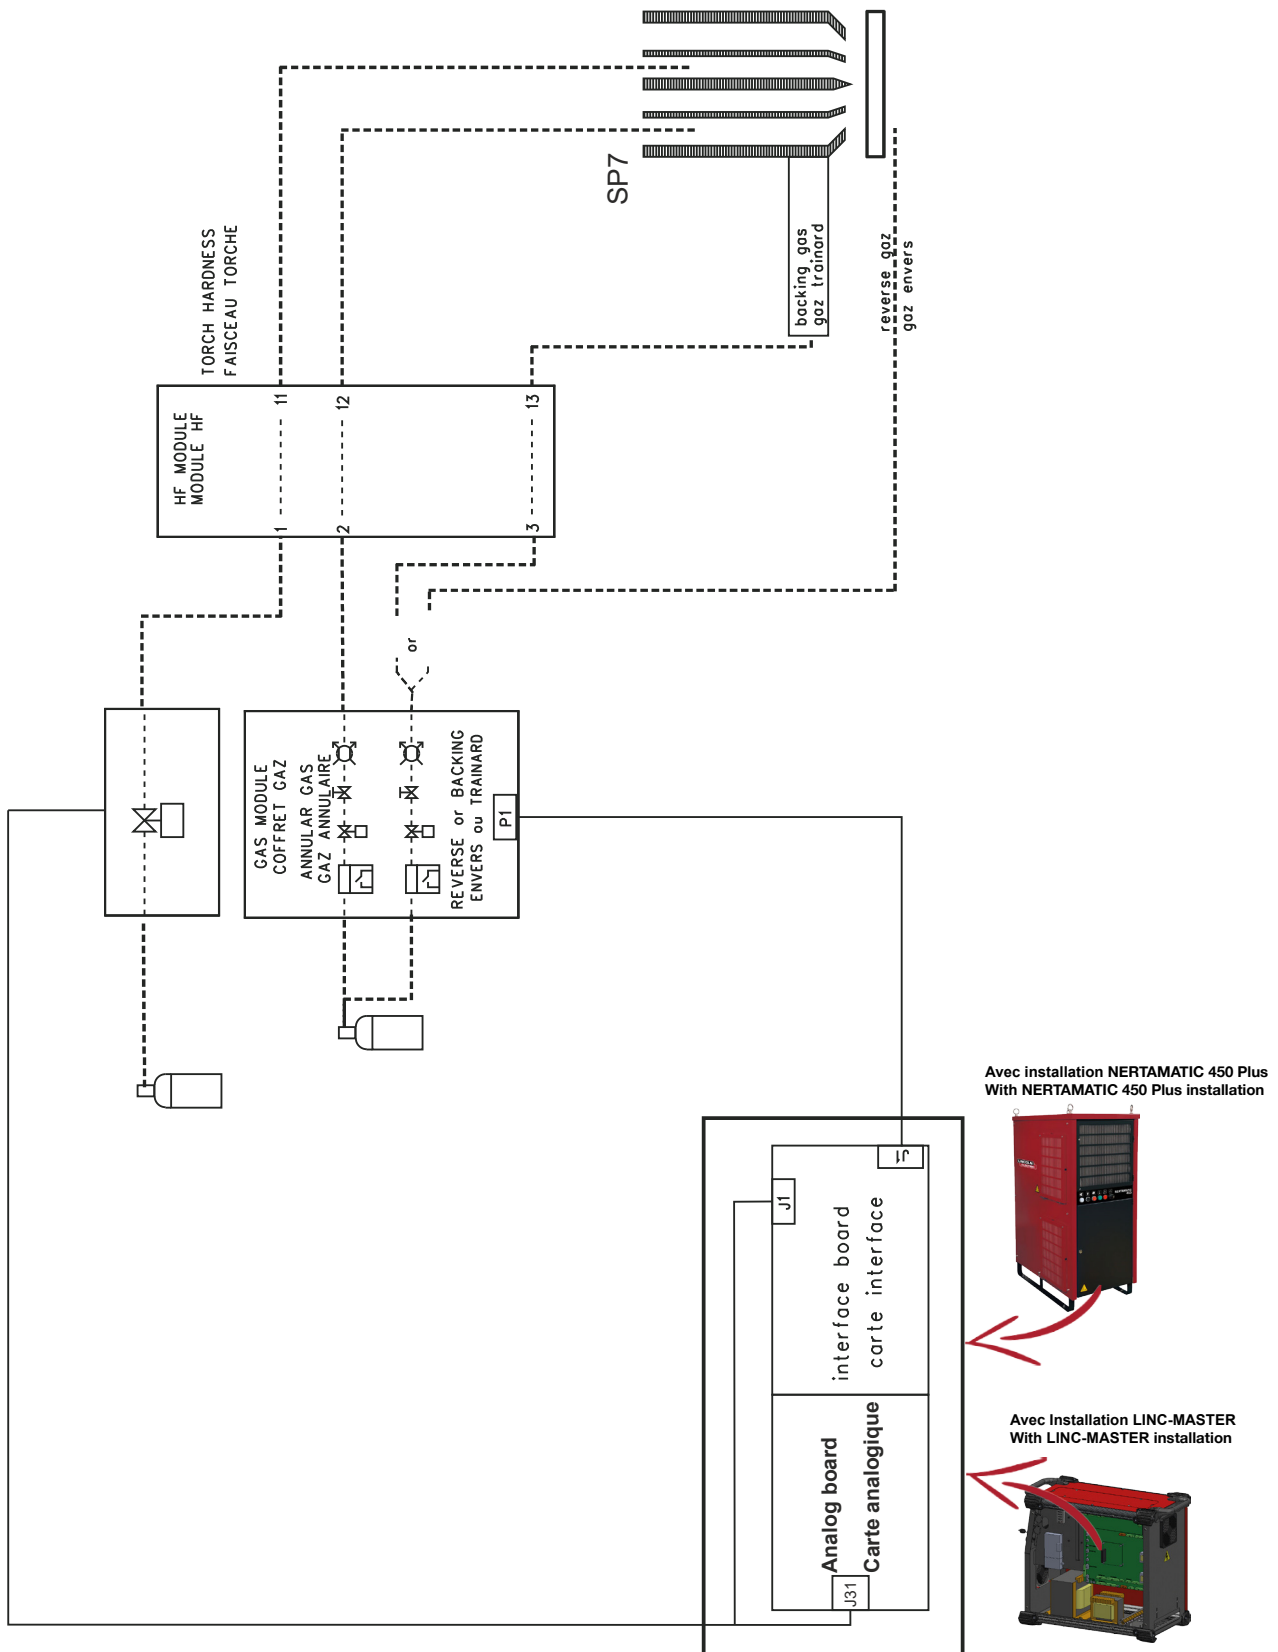 SP7
TORCH HARDNESS
FAISCEAU TORCHE
backing gas
gaz trainard
reverse gaz
gaz envers
HF MODULE
MODULE HF
11
12
13
1
2
3
or
GAS MODULE
COFFRET GAZ
ANNULAR GAS
GAZ ANNULAIRE
REVERSE or BACKING
ENVERS ou TRAINARD
P1
Avec installation NERTAMATIC 450 Plus
With NERTAMATIC 450 Plus installation
J1
J1
interface board
carte interface
Avec Installation LINC-MASTER
With LINC-MASTER installation
Analog board
Carte analogique
J31